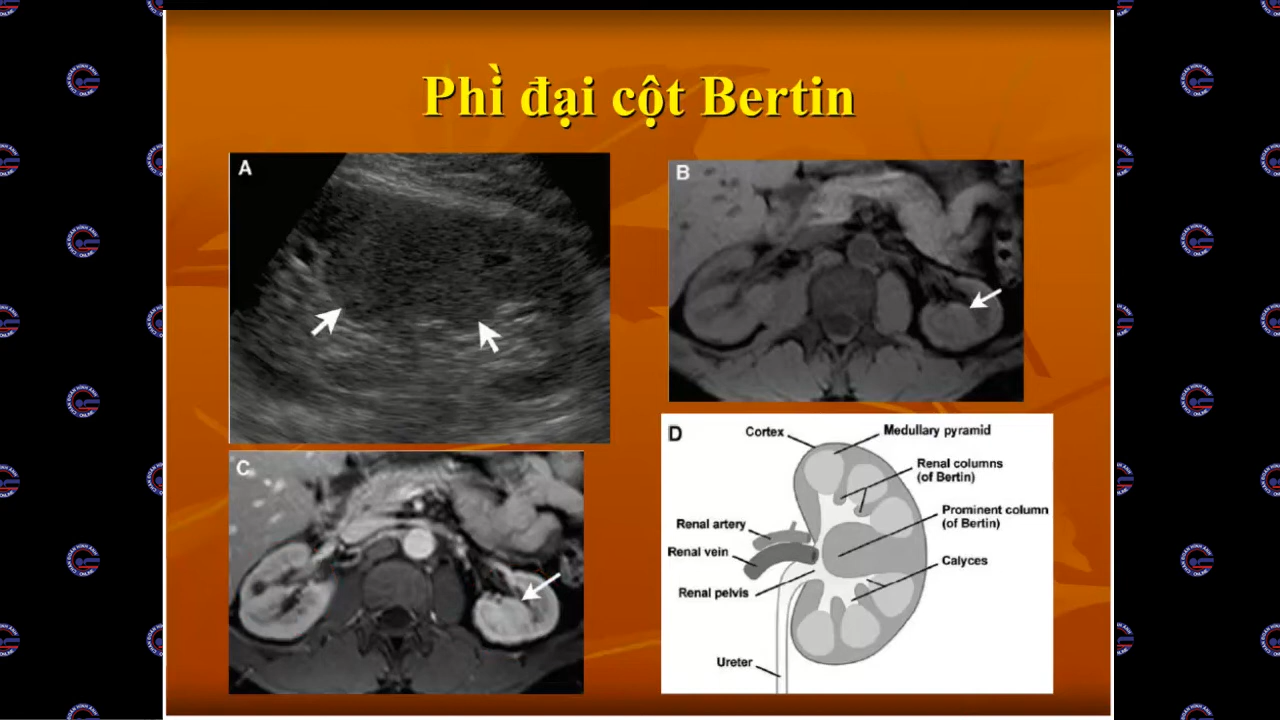 Phì đại cột Bertin
A
B
C
D
Cortex
Medullary pyramid
Renal columns
(of Bertin)
Prominent column
(of Bertin)
Renal artery
Renal vein
Calyces
Renal pelvis
Ureter